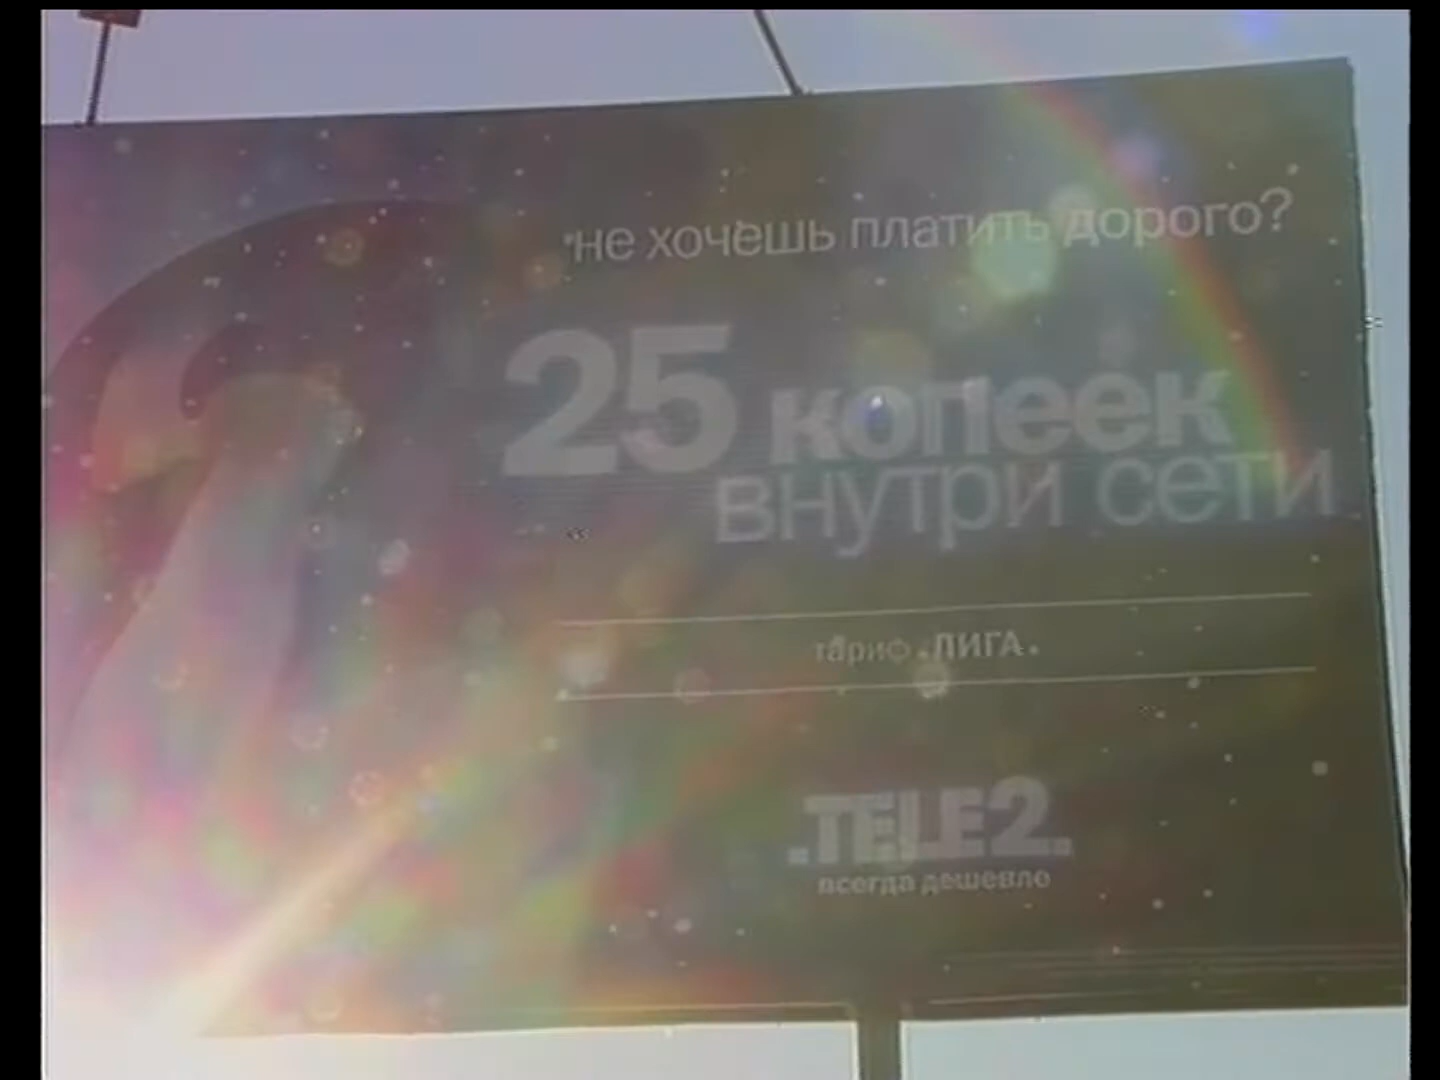 не хочешь платить дорого?
25 копеек
внутри сети
тариф .ЛИГА.
.TELE2.
всегда дешевле